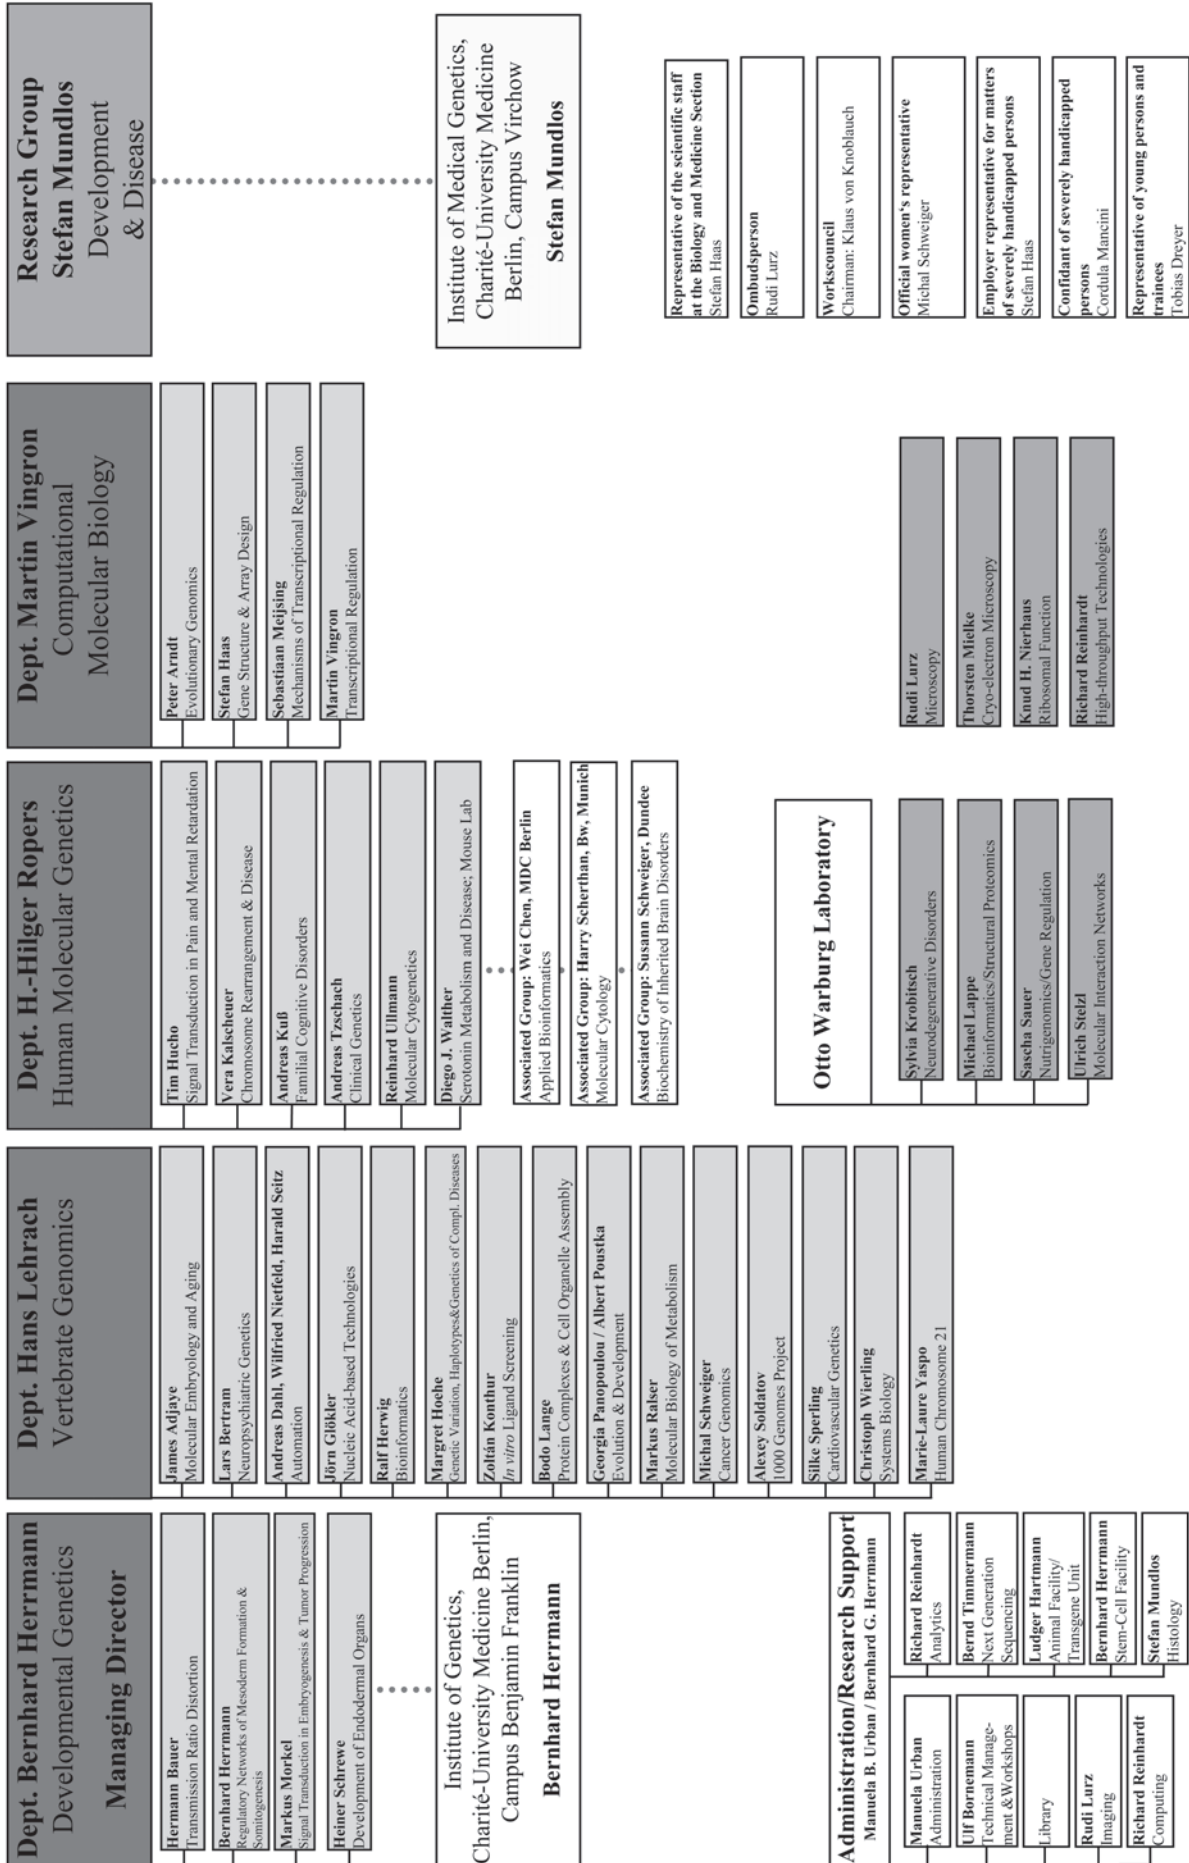 Dept. Bernhard Herrmann
Developmental Genetics
Managing Director
Hermann Bauer
Transmission Ratio Distortion
Bernhard Herrmann
Regulatory Networks of Mesoderm Formation &
Somitogenesis
Markus Morkel
Signal Transduction in Embryogenesis & Tumor Progression
Heiner Schrewe
Development of Endodermal Organs
Institute of Genetics,
Charité-University Medicine Berlin,
Campus Benjamin Franklin
Bernhard Herrmann
Administration/Research Support
Manuela B. Urban / Bernhard G. Herrmann
Manuela Urban
Administration
Ulf Bornemann
Technical Manage-
ment &Workshops
Library
Rudi Lurz
Imaging
Richard Reinhardt
Computing
Richard Reinhardt
Analytics
Bernd Timmermann
Next Generation
Sequencing
Ludger Hartmann
Animal Facility/
Transgene Unit
Bernhard Herrmann
Stem-Cell Facility
Stefan Mundlos
Histology
Dept. Hans Lehrach
Vertebrate Genomics
James Adjaye
Molecular Embryology and Aging
Lars Bertram
Neuropsychiatric Genetics
Andreas Dahl, Wilfried Nietfeld, Harald Seitz
Automation
Jörn Glökler
Nucleic Acid-based Technologies
Ralf Herwig
Bioinformatics
Margret Hoehe
Genetic Variation, Haplotypes&Genetics of Compl. Diseases
Zoltán Konthur
In vitro Ligand Screening
Bodo Lange
Protein Complexes & Cell Organelle Assembly
Georgia Panopoulou / Albert Poustka
Evolution & Development
Markus Ralser
Molecular Biology of Metabolism
Michal Schweiger
Cancer Genomics
Alexey Soldatov
1000 Genomes Project
Silke Sperling
Cardiovascular Genetics
Christoph Wierling
Systems Biology
Marie-Laure Yaspo
Human Chromosome 21
Dept. H.-Hilger Ropers
Human Molecular Genetics
Tim Hucho
Signal Transduction in Pain and Mental Retardation
Vera Kalscheuer
Chromosome Rearrangement & Disease
Andreas Kuß
Familial Cognitive Disorders
Andreas Tzschach
Clinical Genetics
Reinhard Ullmann
Molecular Cytogenetics
Diego J. Walther
Serotonin Metabolism and Disease; Mouse Lab
Associated Group: Wei Chen, MDC Berlin
Applied Bioinformatics
Associated Group: Harry Scherthan, Bw, Munich
Molecular Cytology
Associated Group: Susann Schweiger, Dundee
Biochemistry of Inherited Brain Disorders
Otto Warburg Laboratory
Sylvia Krobitsch
Neurodegenerative Disorders
Michael Lappe
Bioinformatics/Structural Proteomics
Sascha Sauer
Nutrigenomics/Gene Regulation
Ulrich Stelzl
Molecular Interaction Networks
Rudi Lurz
Microscopy
Thorsten Mielke
Cryo-electron Microscopy
Knud H. Nierhaus
Ribosomal Function
Richard Reinhardt
High-throughput Technologies
Dept. Martin Vingron
Computational
Molecular Biology
Peter Arndt
Evolutionary Genomics
Stefan Haas
Gene Structure & Array Design
Sebastiaan Meijsing
Mechanisms of Transcriptional Regulation
Martin Vingron
Transcriptional Regulation
Research Group
Stefan Mundlos
Development
& Disease
Institute of Medical Genetics,
Charité-University Medicine
Berlin, Campus Virchow
Stefan Mundlos
Representative of the scientific staff
at the Biology and Medicine Section
Stefan Haas
Ombudsperson
Rudi Lurz
Workscouncil
Chairman: Klaus von Knoblauch
Official women's representative
Michal Schweiger
Employer representative for matters
of severely handicapped persons
Stefan Haas
Confidant of severely handicapped
persons
Cordula Mancini
Representative of young persons and
trainees
Tobias Dreyer